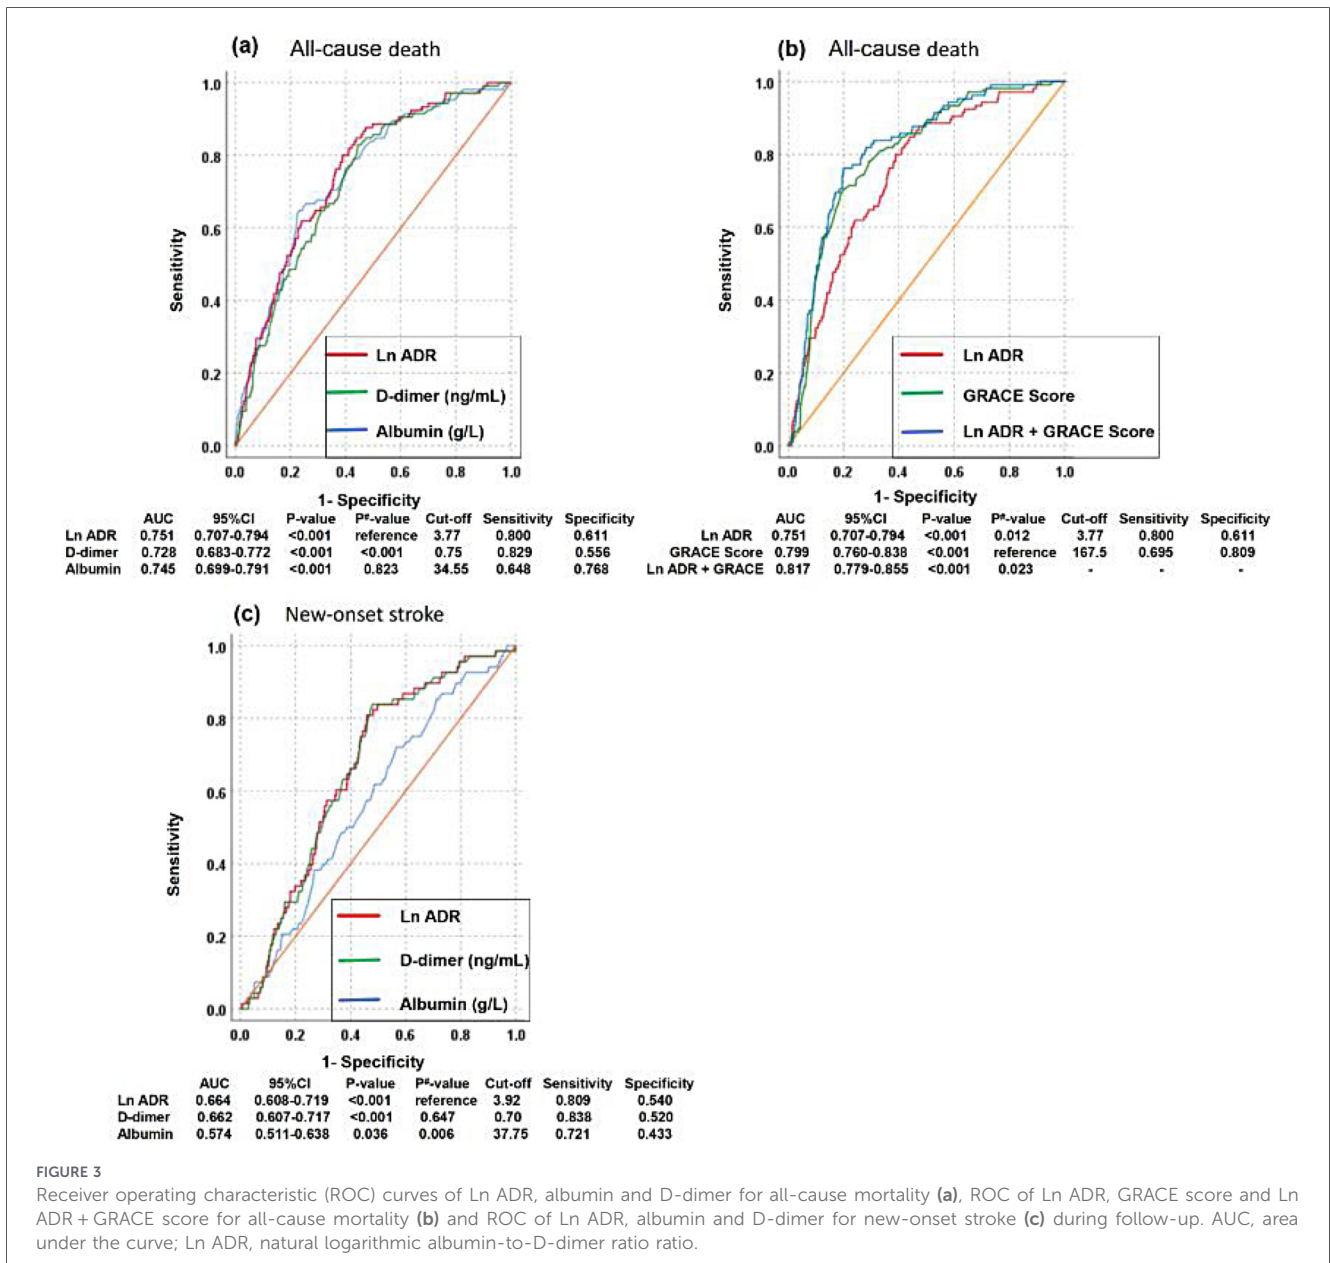 (a) All-cause death
1.0
0.8
0.6
0.4
0.2
0.0
Sensitivity
Ln ADR
D-dimer (ng/mL)
Albumin (g/L)
0.0 0.2 0.4 0.6 0.8 1.0
1- Specificity
AUC 95%CI P-value P#-value Cut-off Sensitivity Specificity
Ln ADR 0.751 0.707-0.794 <0.001 reference 3.77 0.800 0.611
D-dimer 0.728 0.683-0.772 <0.001 <0.001 0.75 0.829 0.556
Albumin 0.745 0.699-0.791 <0.001 0.823 34.55 0.648 0.768
(b) All-cause death
1.0
0.8
0.6
0.4
0.2
0.0
Sensitivity
Ln ADR
GRACE Score
Ln ADR + GRACE Score
0.0 0.2 0.4 0.6 0.8 1.0
1- Specificity
AUC 95%CI P-value P#-value Cut-off Sensitivity Specificity
Ln ADR 0.751 0.707-0.794 <0.001 0.012 3.77 0.800 0.611
GRACE Score 0.799 0.760-0.838 <0.001 reference 167.5 0.695 0.809
Ln ADR + GRACE 0.817 0.779-0.855 <0.001 0.023 - - -
(c) New-onset stroke
1.0
0.8
0.6
0.4
0.2
0.0
Sensitivity
Ln ADR
D-dimer (ng/mL)
Albumin (g/L)
0.0 0.2 0.4 0.6 0.8 1.0
1- Specificity
AUC 95%CI P-value P#-value Cut-off Sensitivity Specificity
Ln ADR 0.664 0.608-0.719 <0.001 reference 3.92 0.809 0.540
D-dimer 0.662 0.607-0.717 <0.001 0.647 0.70 0.838 0.520
Albumin 0.574 0.511-0.638 0.036 0.006 37.75 0.721 0.433
FIGURE 3
Receiver operating characteristic (ROC) curves of Ln ADR, albumin and D-dimer for all-cause mortality (a), ROC of Ln ADR, GRACE score and Ln
ADR + GRACE score for all-cause mortality (b) and ROC of Ln ADR, albumin and D-dimer for new-onset stroke (c) during follow-up. AUC, area
under the curve; Ln ADR, natural logarithmic albumin-to-D-dimer ratio ratio.